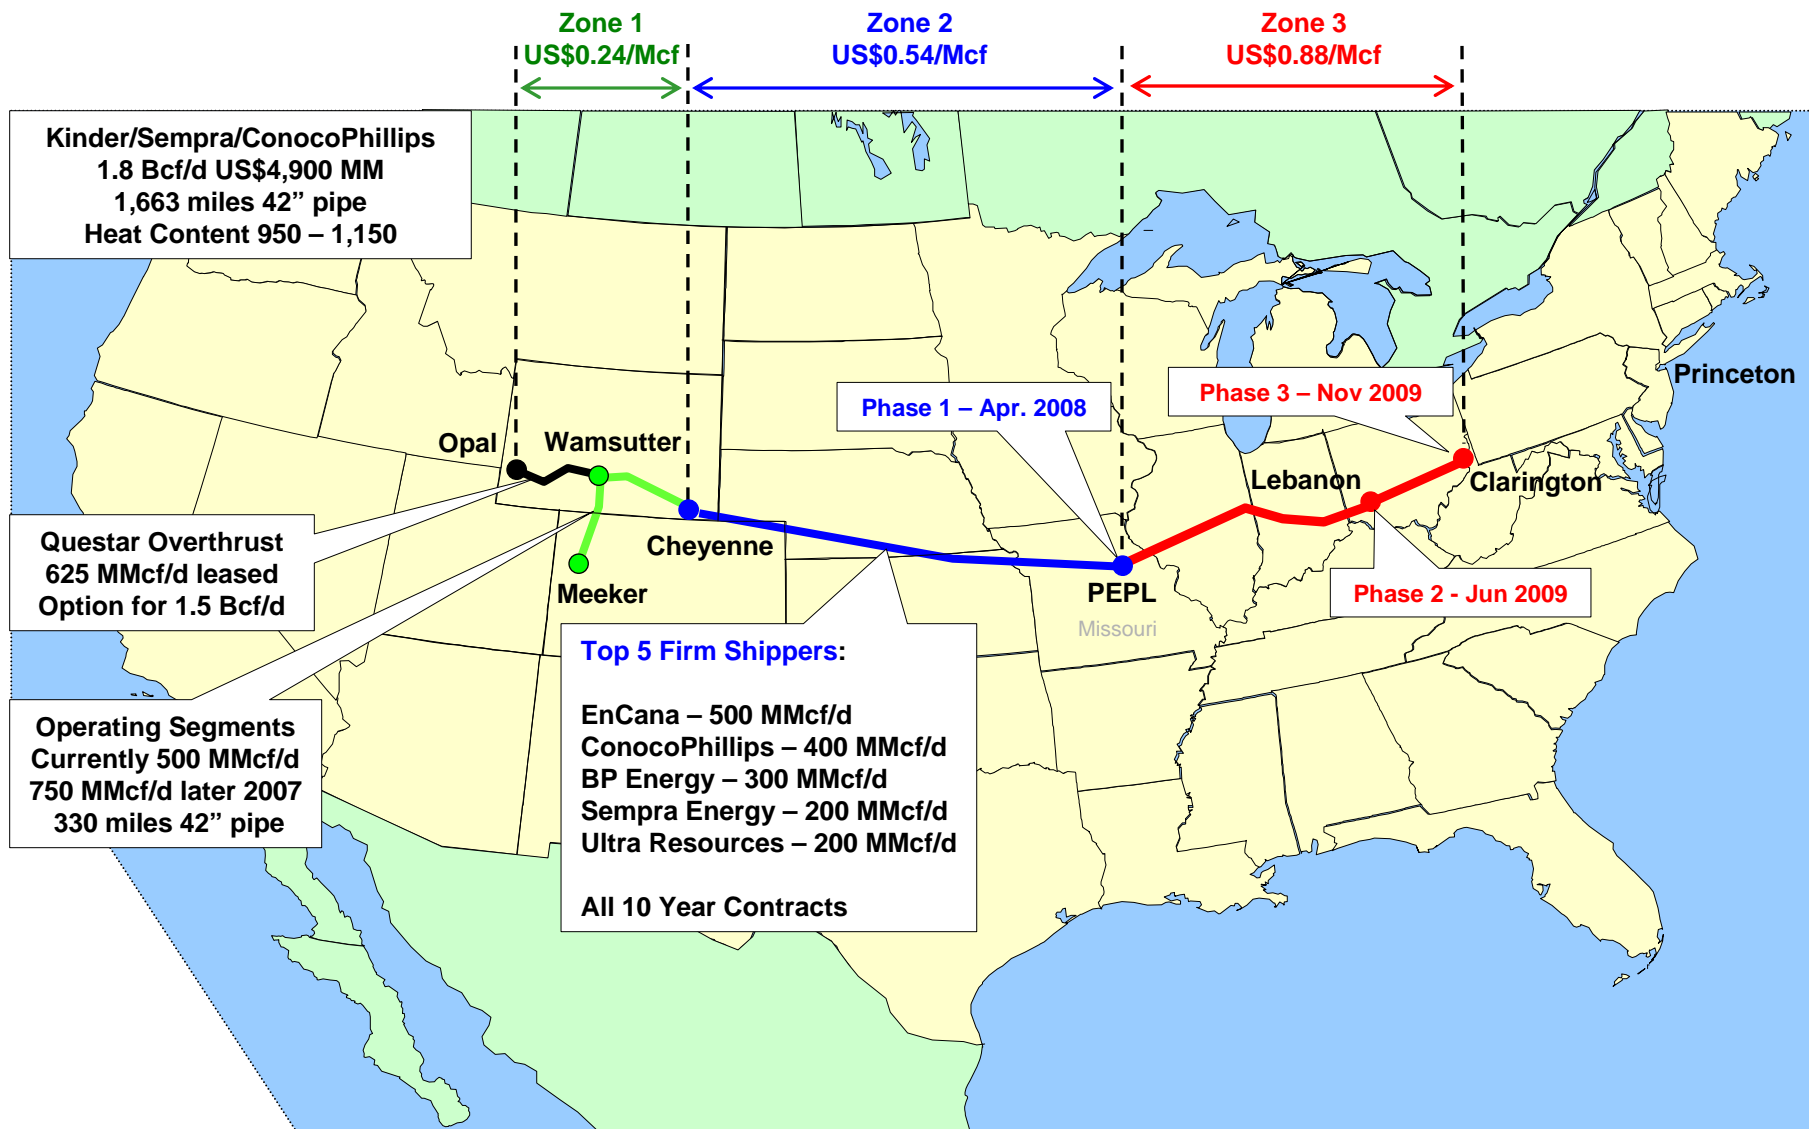 Zone 1
US$0.24/Mcf
Zone 2
US$0.54/Mcf
Zone 3
US$0.88/Mcf
Kinder/Sempra/ConocoPhillips
1.8 Bcf/d US$4,900 MM
1,663 miles 42” pipe
Heat Content 950 – 1,150
Princeton
Phase 1 – Apr. 2008
Phase 3 – Nov 2009
Opal
Wamsutter
Lebanon
Clarington
Cheyenne
Meeker
PEPL
Missouri
Phase 2 - Jun 2009
Questar Overthrust
625 MMcf/d leased
Option for 1.5 Bcf/d
Top 5 Firm Shippers:
EnCana – 500 MMcf/d
ConocoPhillips – 400 MMcf/d
BP Energy – 300 MMcf/d
Sempra Energy – 200 MMcf/d
Ultra Resources – 200 MMcf/d
All 10 Year Contracts
Operating Segments
Currently 500 MMcf/d
750 MMcf/d later 2007
330 miles 42” pipe